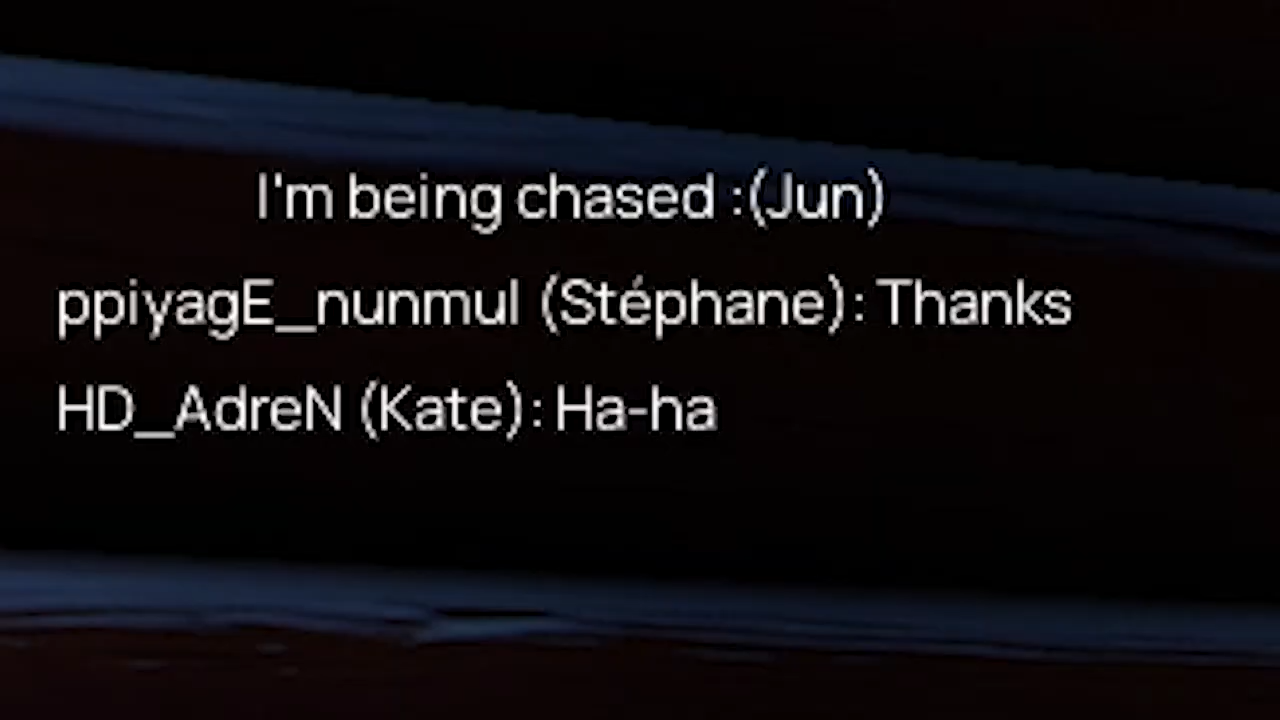 I'm being chased :(Jun)
ppiyagE_nunmul (Stéphane): Thanks
HD_AdreN (Kate): Ha-ha